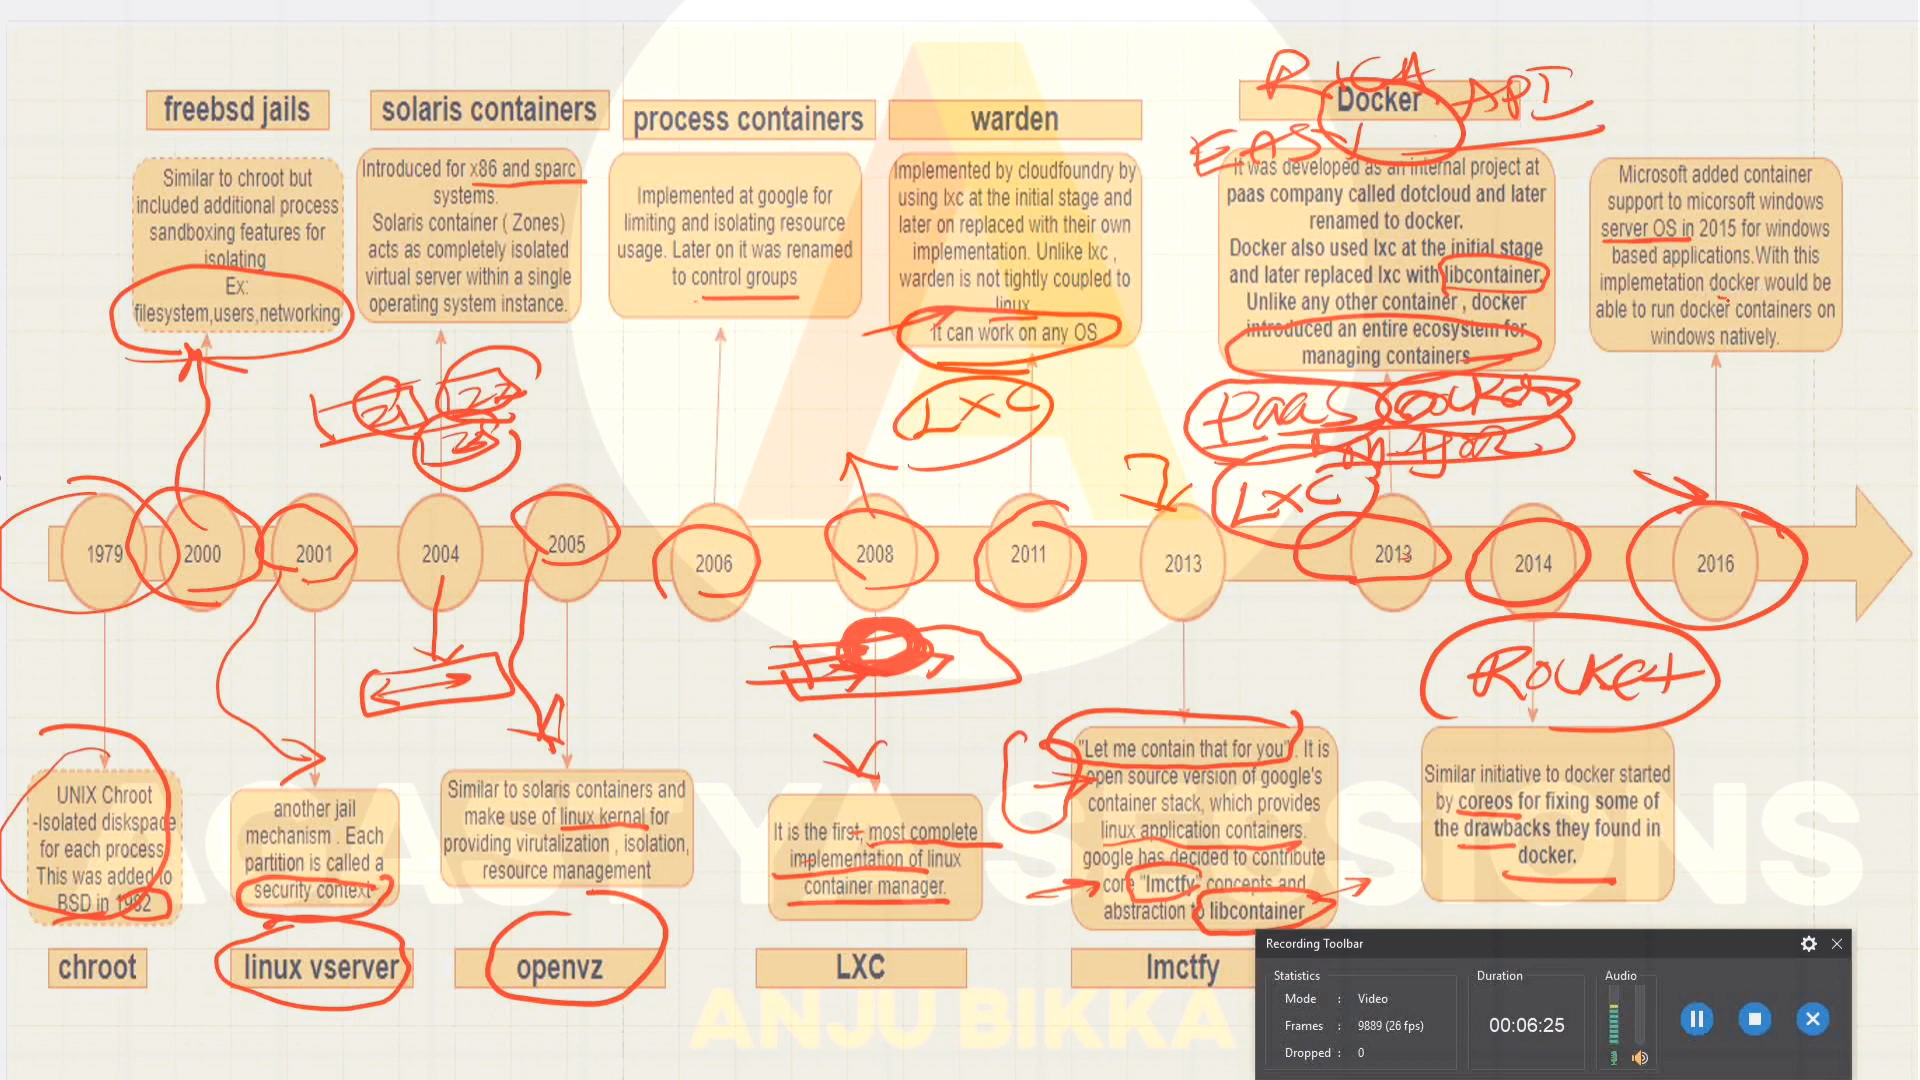 freebsd jails
solaris containers
process containers
warden
Docker
Similar to chroot but
included additional process
sandboxing features for
isolating
Ex:
filesystem,users,networking
Introduced for x86 and sparc
systems.
Solaris container ( Zones)
acts as completely isolated
virtual server within a single
operating system instance.
Implemented at google for
limiting and isolating resource
usage. Later on it was renamed
to control groups
Implemented by cloudfoundry by
using lxc at the initial stage and
later on replaced with their own
implementation. Unlike lxc ,
warden is not tightly coupled to
linux
It can work on any OS
LXC
API
EASY
It was developed as an internal project at
paas company called dotcloud and later
renamed to docker.
Docker also used lxc at the initial stage
and later replaced lxc with libcontainer.
Unlike any other container , docker
introduced an entire ecosystem for
managing containers
Microsoft added container
support to micorsoft windows
server OS in 2015 for windows
based applications.With this
implemetation docker would be
able to run docker containers on
windows natively.
Paas Docker
LXC
1979
2000
2001
2004
2005
2006
2008
2011
2013
2013
2014
2016
Rocket
UNIX Chroot
-Isolated diskspace
for each process
This was added to
BSD in 1982
another jail
mechanism . Each
partition is called a
security context
Similar to solaris containers and
make use of linux kernal for
providing virutalization , isolation,
resource management
It is the first, most complete
implementation of linux
container manager.
"Let me contain that for you" . It is
open source version of google's
container stack, which provides
linux application containers.
google has decided to contribute
core "lmctfy" concepts and
abstraction to libcontainer
Similar initiative to docker started
by coreos for fixing some of
the drawbacks they found in
docker.
chroot
linux vserver
openvz
LXC
lmctfy
AGASTYA SESSIONS
ANJU BIKKA
Recording Toolbar
Statistics
Mode : Video
Frames : 9889 (26 fps)
Dropped : 0
Duration
00:06:25
Audio